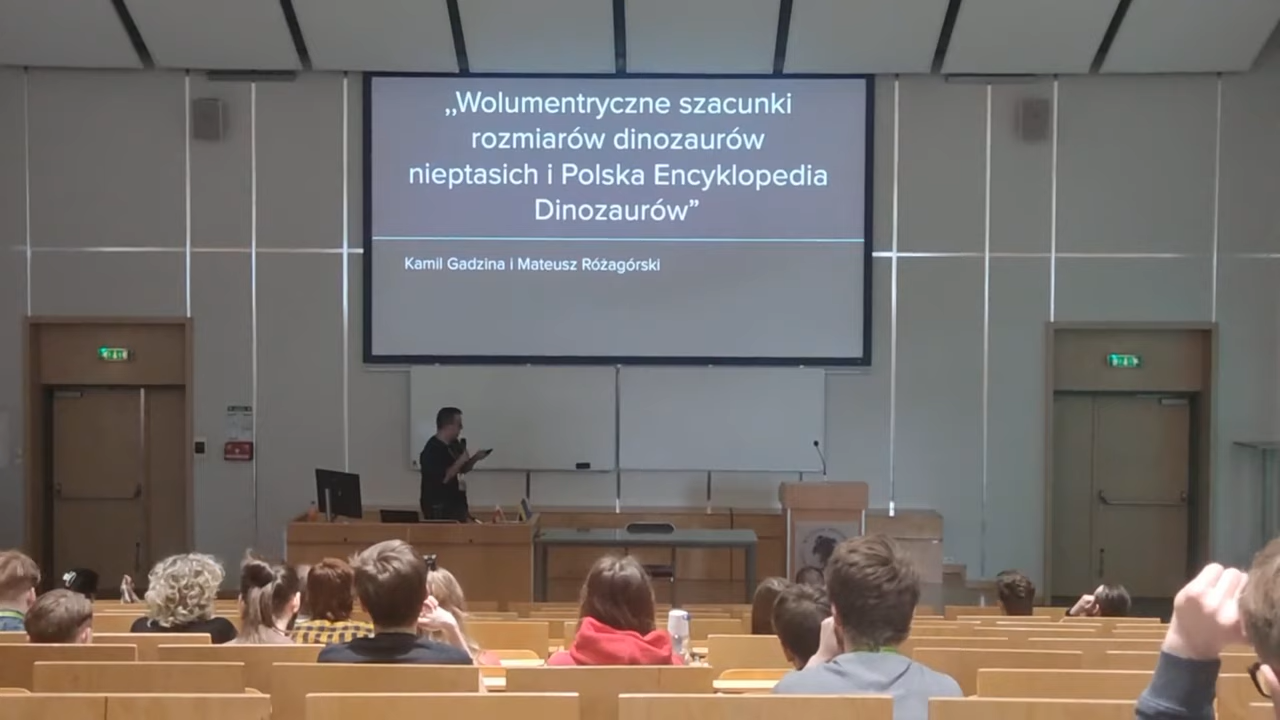 „Wolumentryczne szacunki
rozmiarów dinozaurów
nieptasich i Polska Encyklopedia
Dinozaurów”
Kamil Gadzina i Mateusz Różagórski